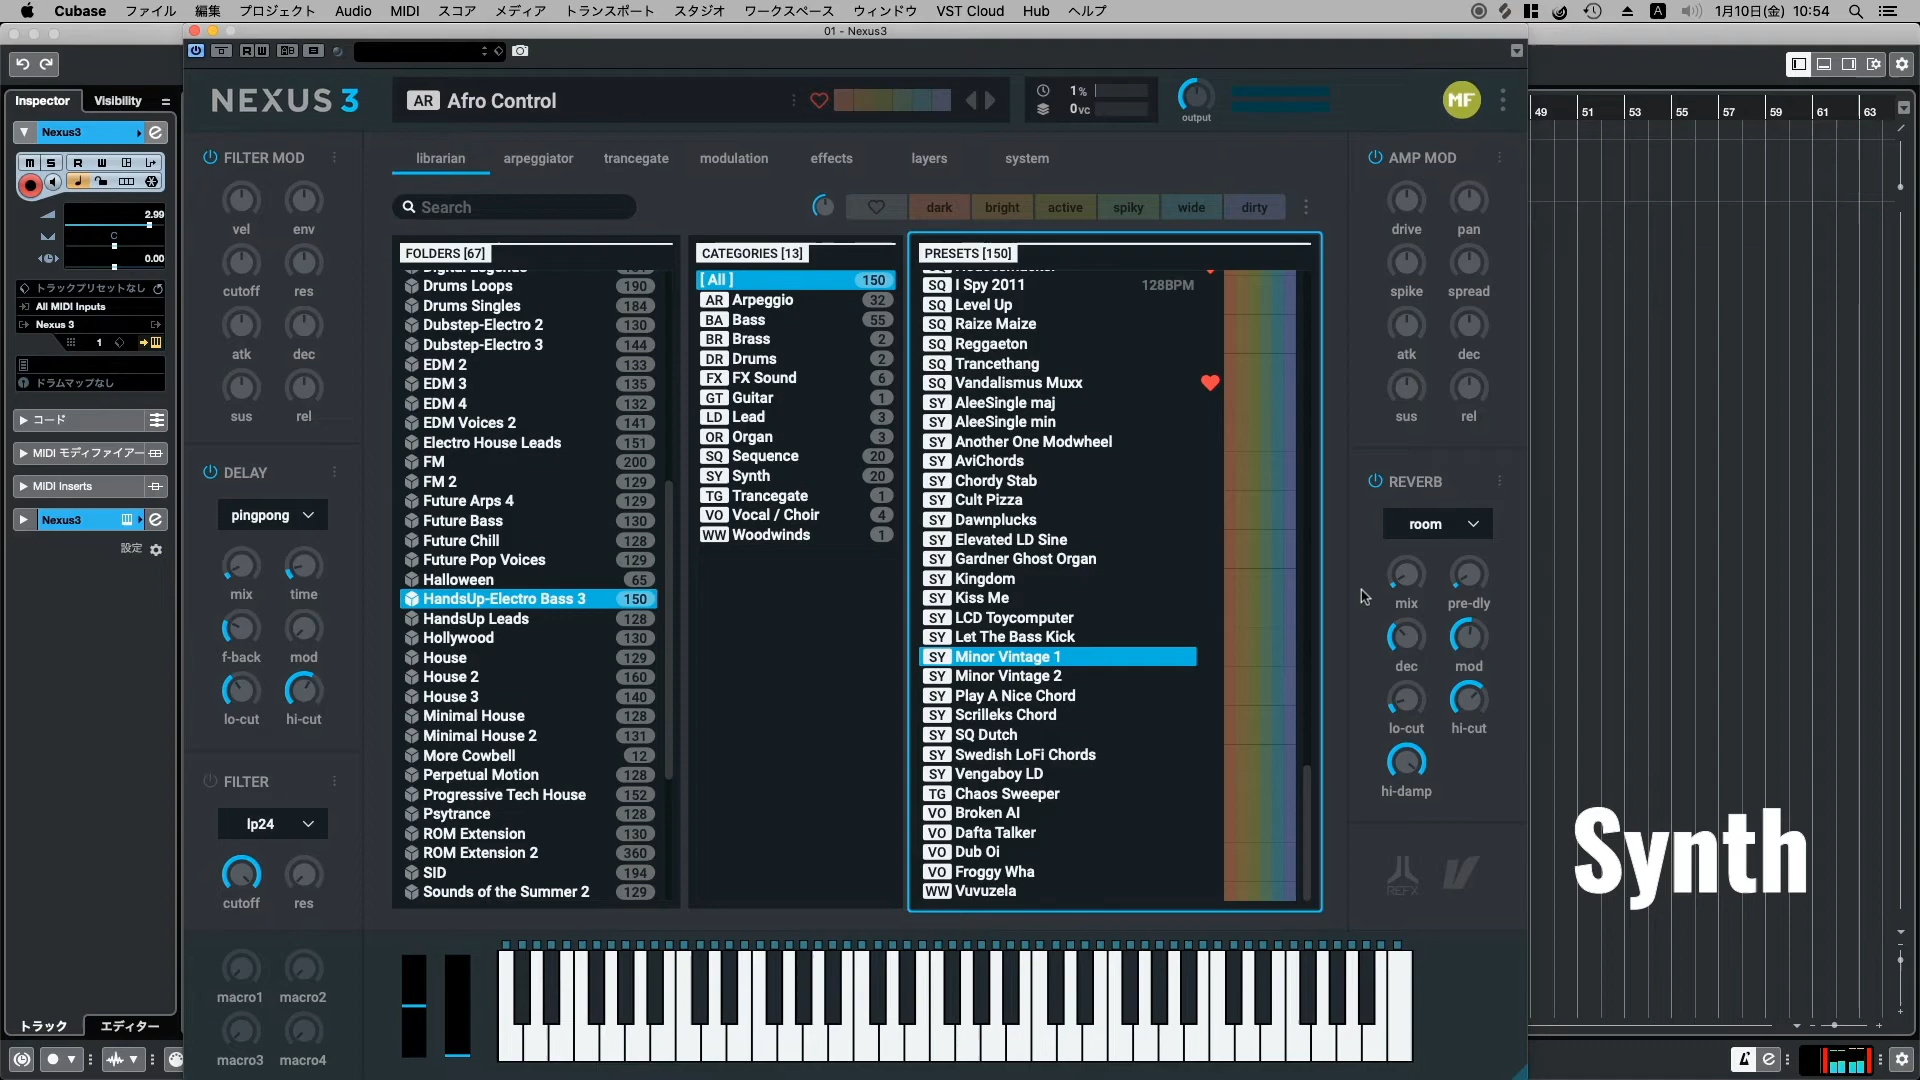 Cubase ファイル 編集 プロジェクト Audio MIDI スコア メディア トランスポート スタジオ ワークスペース ウィンドウ VST Cloud Hub ヘルプ
A 1月10日(金) 10:54
01 - Nexus3
R W
NEXUS 3
AR Afro Control
1%
0vc
output
MF
Inspector Visibility
Nexus3
M S R W
2.99
C
0.00
トラックプリセットなし
All MIDI Inputs
Nexus 3
1
ドラムマップなし
コード
MIDI モディファイアー
MIDI Inserts
Nexus3
設定
トラック エディター
FILTER MOD
vel env
cutoff res
atk dec
sus rel
DELAY
pingpong
mix time
f-back mod
lo-cut hi-cut
FILTER
lp24
cutoff res
macro1 macro2
macro3 macro4
librarian arpeggiator trancegate modulation effects layers system
Search
dark bright active spiky wide dirty
FOLDERS [67]
Drums Loops 190
Drums Singles 184
Dubstep-Electro 2 130
Dubstep-Electro 3 144
EDM 2 133
EDM 3 135
EDM 4 132
EDM Voices 2 141
Electro House Leads 151
FM 200
FM 2 129
Future Arps 4 129
Future Bass 130
Future Chill 128
Future Pop Voices 129
Halloween 65
HandsUp-Electro Bass 3 150
HandsUp Leads 128
Hollywood 130
House 129
House 2 160
House 3 140
Minimal House 128
Minimal House 2 131
More Cowbell 12
Perpetual Motion 128
Progressive Tech House 152
Psytrance 128
ROM Extension 130
ROM Extension 2 360
SID 194
Sounds of the Summer 2 129
CATEGORIES [13]
[ All ] 150
AR Arpeggio 32
BA Bass 55
BR Brass 2
DR Drums 2
FX FX Sound 6
GT Guitar 1
LD Lead 3
OR Organ 3
SQ Sequence 20
SY Synth 20
TG Trancegate 1
VO Vocal / Choir 4
WW Woodwinds 1
PRESETS [150]
SQ I Spy 2011 128BPM
SQ Level Up
SQ Raize Maize
SQ Reggaeton
SQ Trancethang
SQ Vandalismus Muxx
SY AleeSingle maj
SY AleeSingle min
SY Another One Modwheel
SY AviChords
SY Chordy Stab
SY Cult Pizza
SY Dawnplucks
SY Elevated LD Sine
SY Gardner Ghost Organ
SY Kingdom
SY Kiss Me
SY LCD Toycomputer
SY Let The Bass Kick
SY Minor Vintage 1
SY Minor Vintage 2
SY Play A Nice Chord
SY Scrilleks Chord
SY SQ Dutch
SY Swedish LoFi Chords
SY Vengaboy LD
TG Chaos Sweeper
VO Broken AI
VO Dafta Talker
VO Dub Oi
VO Froggy Wha
WW Vuvuzela
AMP MOD
drive pan
spike spread
atk dec
sus rel
REVERB
room
mix pre-dly
dec mod
lo-cut hi-cut
hi-damp
REFX
49 51 53 55 57 59 61 63
Synth